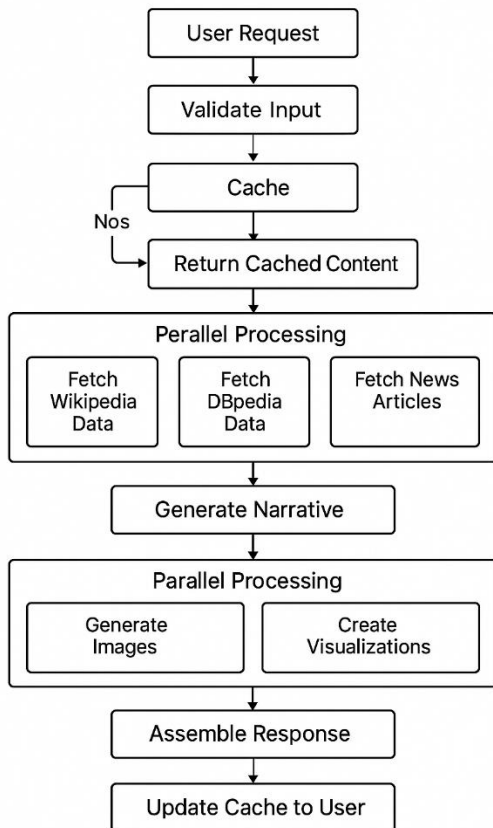 User Request
Validate Input
Cache
Nos
Return Cached Content
Perallel Processing
Fetch
Wikipedia
Data
Fetch
DBpedia
Data
Fetch News
Articles
Generate Narrative
Parallel Processing
Generate
Images
Create
Visualizations
Assemble Response
Update Cache to User